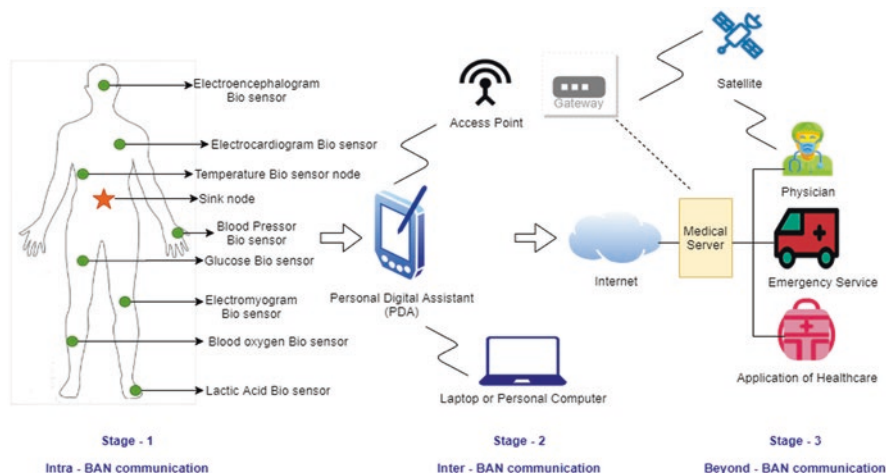 Electroencephalogram
Bio sensor
Electrocardiogram Bio sensor
Temperature Bio sensor node
Sink node
Blood Pressor
Bio sensor
Glucose Bio sensor
Electromyogram
Bio sensor
Blood oxygen Bio sensor
Lactic Acid Bio sensor
Stage - 1
Intra - BAN communication
Access Point
Gateway
Personal Digital Assistant
(PDA)
Laptop or Personal Computer
Internet
Stage - 2
Inter - BAN communication
Satellite
Medical
Server
Physician
Emergency Service
Application of Healthcare
Stage - 3
Beyond - BAN communication